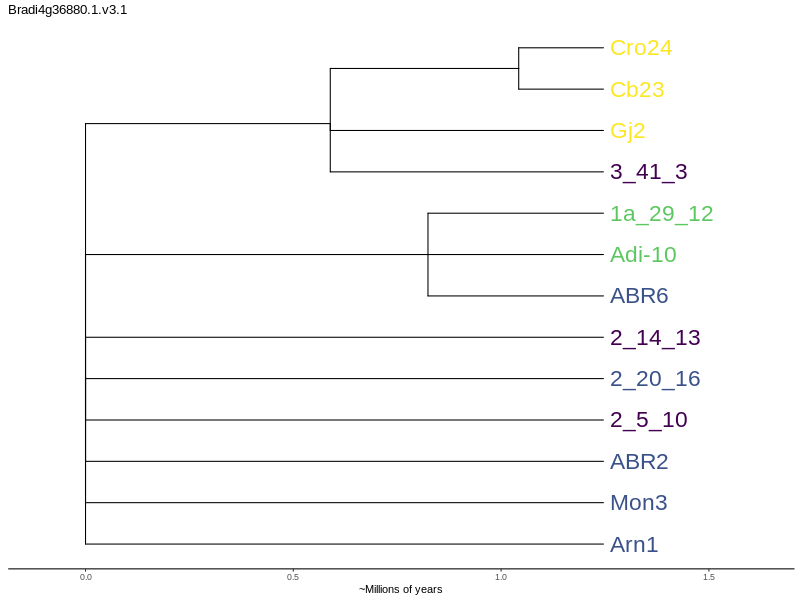 Bradi4g36880.1.v3.1
Cro24
Cb23
Gj2
3_41_3
1a_29_12
Adi-10
ABR6
2_14_13
2_20_16
2_5_10
ABR2
Mon3
Arn1
0.0 0.5 1.0 1.5
~Millions of years